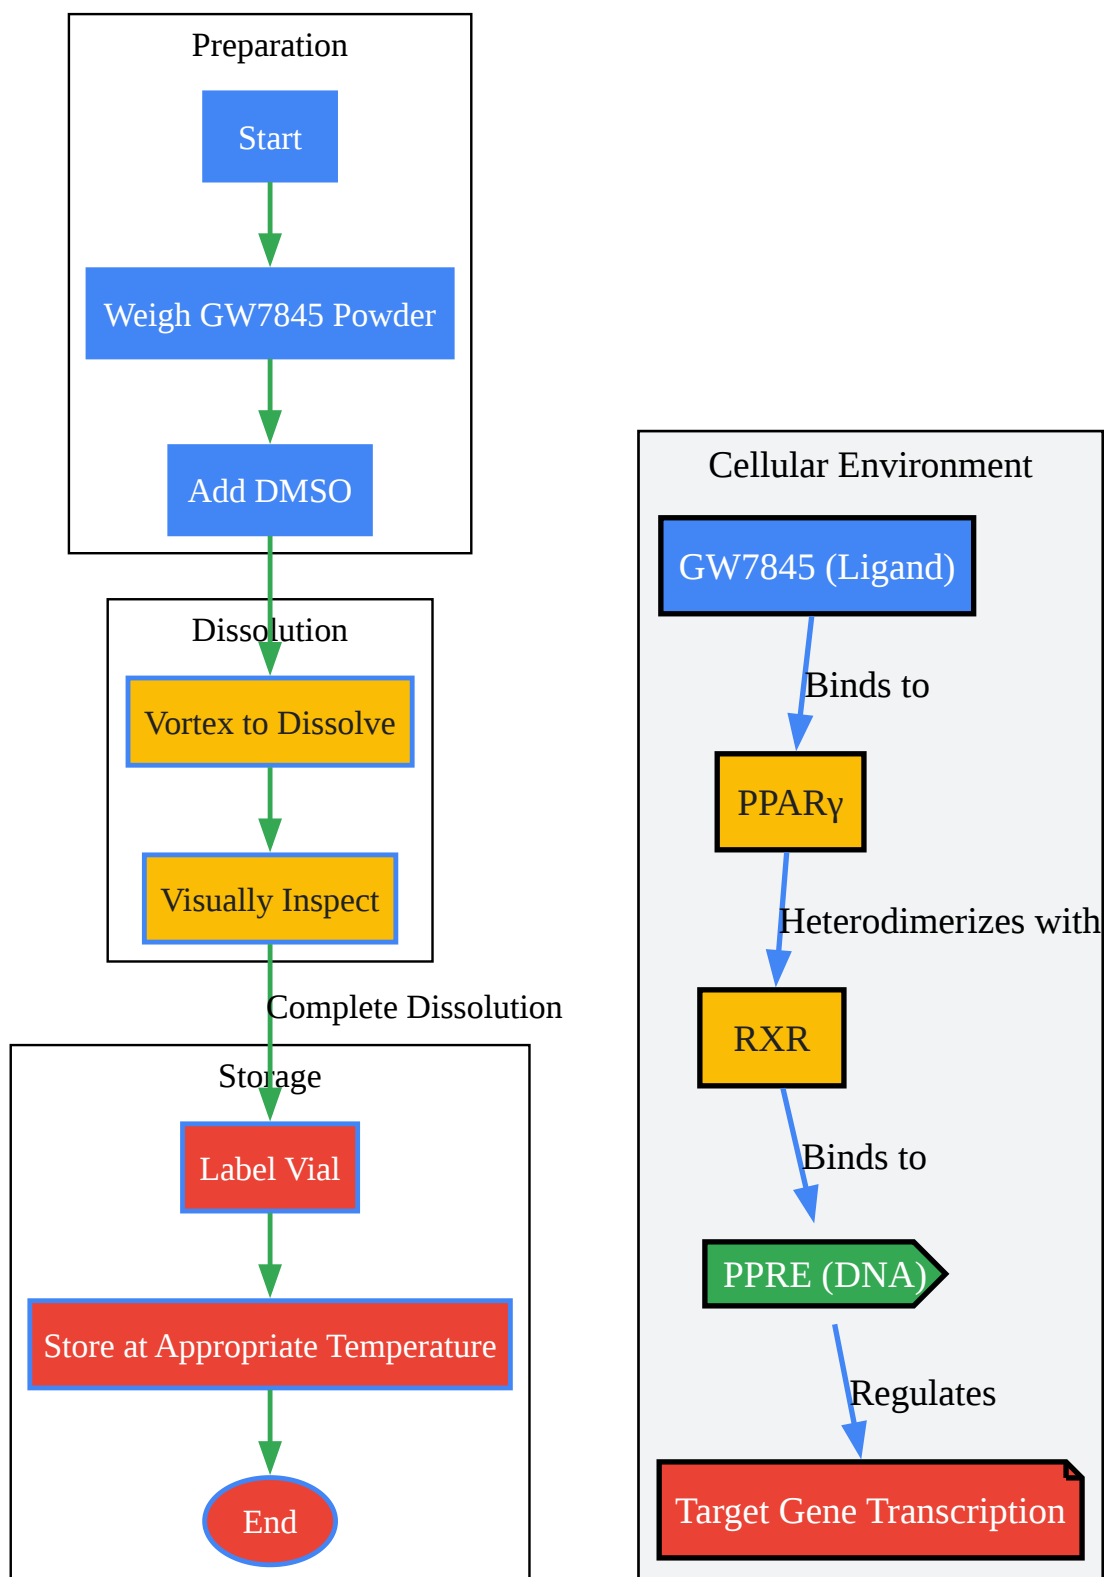 Preparation
Start
Weigh GW7845 Powder
Add DMSO
Dissolution
Vortex to Dissolve
Visually Inspect
Complete Dissolution
Storage
Label Vial
Store at Appropriate Temperature
End
Cellular Environment
GW7845 (Ligand)
Binds to
PPARγ
Heterodimerizes with
RXR
Binds to
PPRE (DNA)
Regulates
Target Gene Transcription